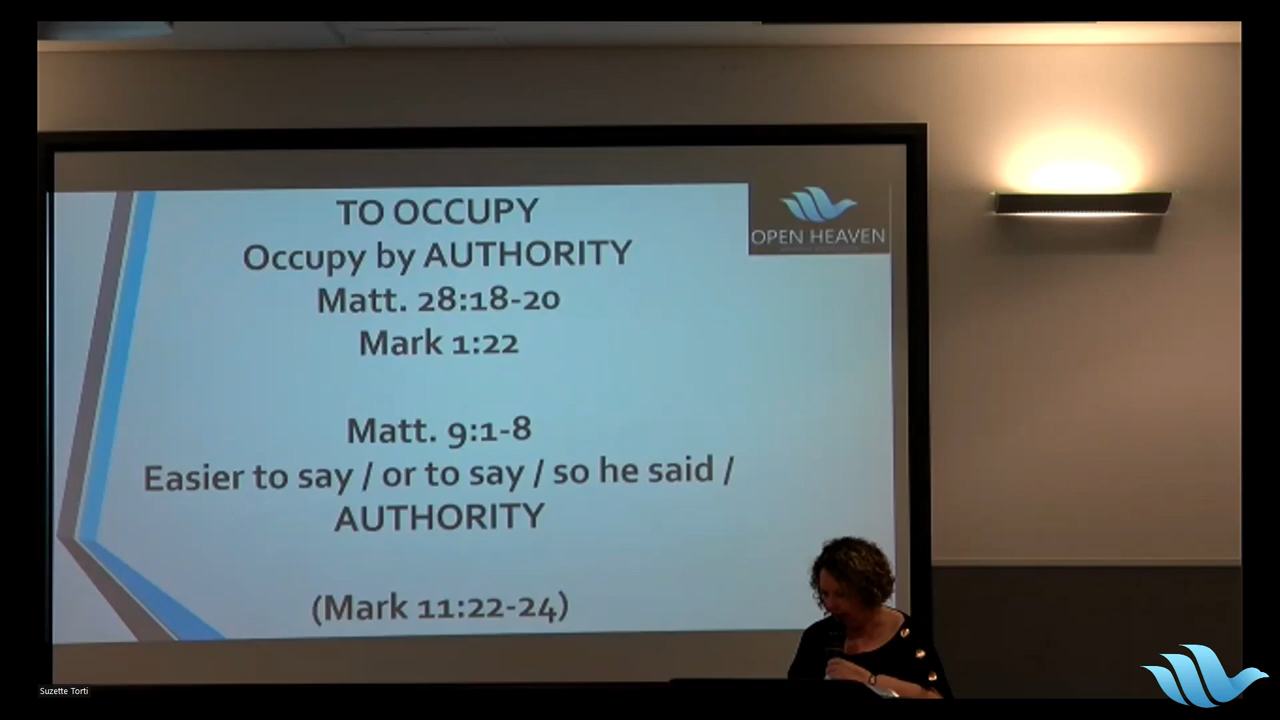 TO OCCUPY
Occupy by AUTHORITY
Matt. 28:18-20
Mark 1:22
Matt. 9:1-8
Easier to say / or to say / so he said /
AUTHORITY
(Mark 11:22-24)
OPEN HEAVEN
Suzette Torti